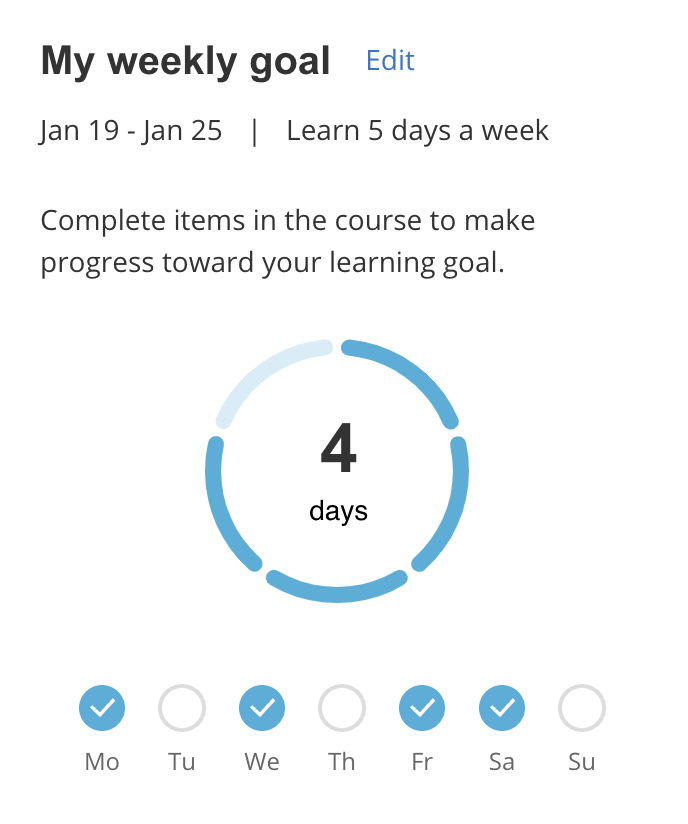 My weekly goal Edit
Jan 19 - Jan 25 | Learn 5 days a week
Complete items in the course to make
progress toward your learning goal.
4
days
Mo Tu We Th Fr Sa Su